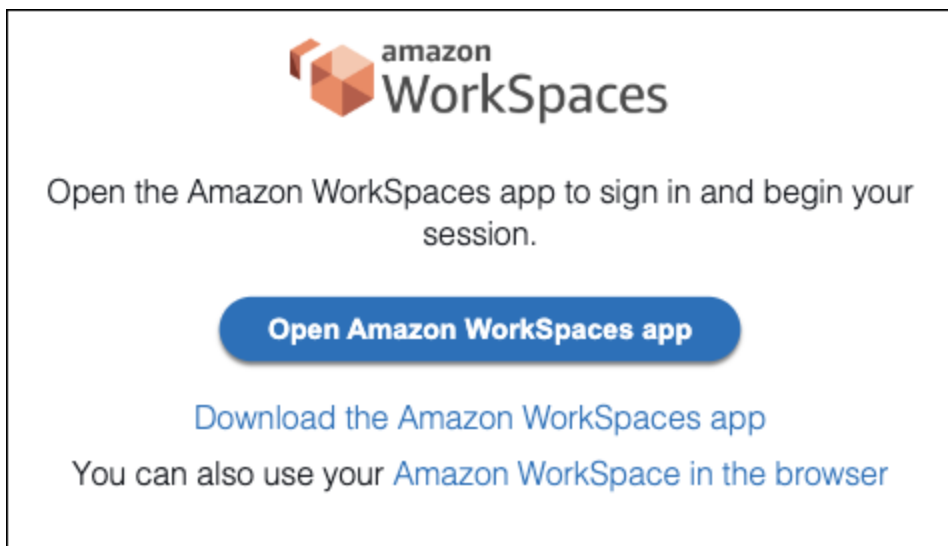 amazon
WorkSpaces
Open the Amazon WorkSpaces app to sign in and begin your
session.
Open Amazon WorkSpaces app
Download the Amazon WorkSpaces app
You can also use your Amazon WorkSpace in the browser